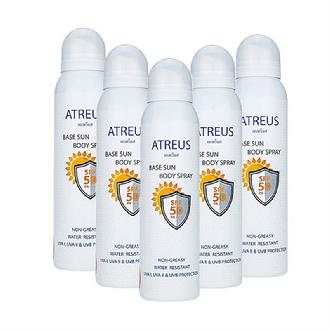 ATREUS
BASE SUN
BODY SPRAY
SPF
50
NON-GREASY
WATER RESISTANT
UVA I, UVA II & UVB PROTECTION